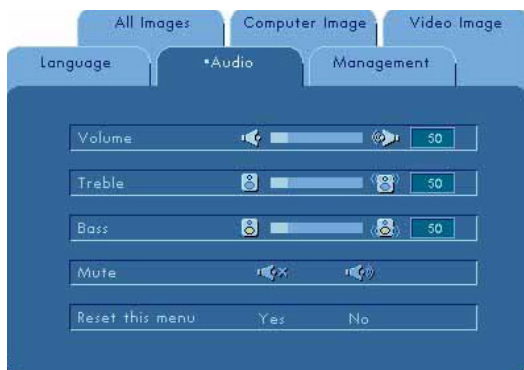 All Images Computer Image Video Image
Language •Audio Management
Volume 50
Treble 50
Bass 50
Mute
Reset this menu Yes No